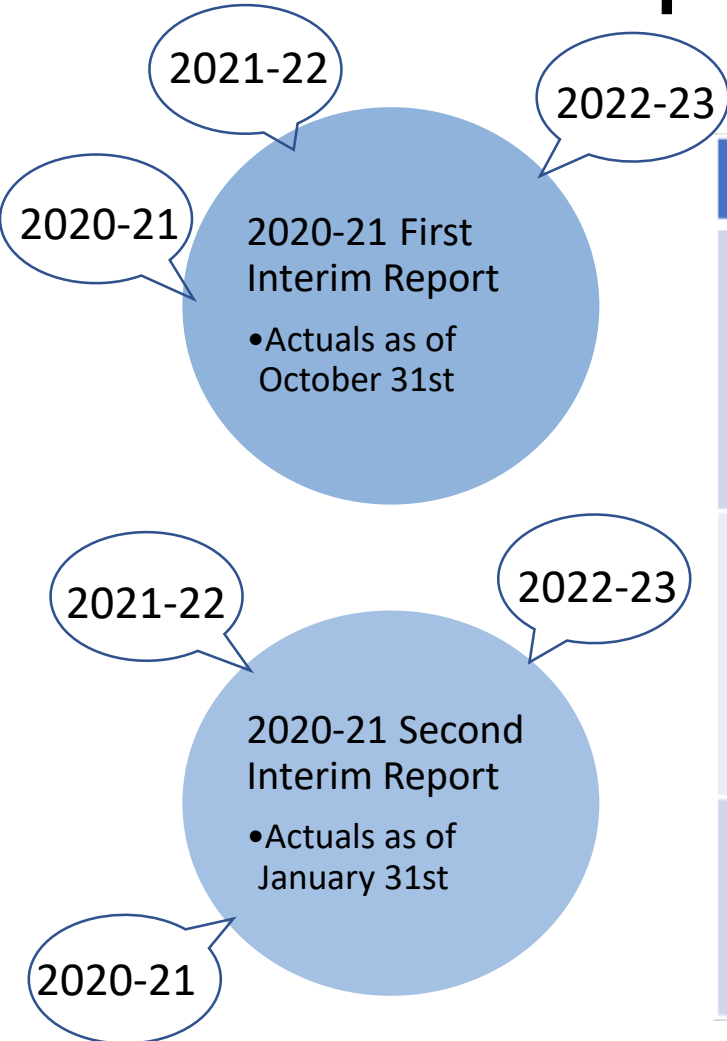 2021-22
2022-23
2020-21
2020-21 First
Interim Report
•Actuals as of
October 31st
2021-22
2022-23
2020-21 Second
Interim Report
•Actuals as of
January 31st
2020-21